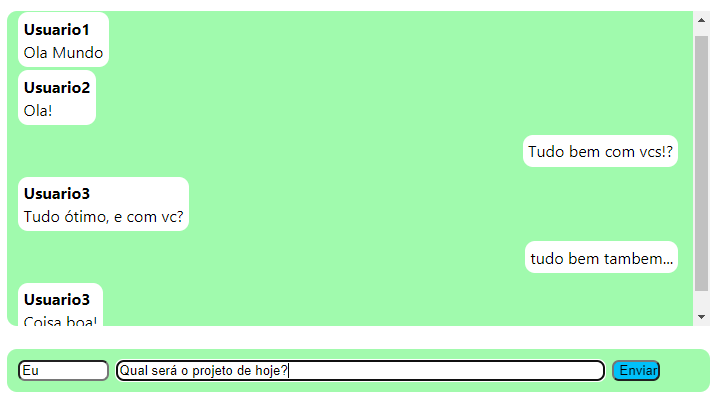 Usuario1
Ola Mundo
Usuario2
Ola!
Tudo bem com vcs!?
Usuario3
Tudo ótimo, e com vc?
tudo bem tambem...
Usuario3
Coisa boa!
Eu
Qual será o projeto de hoje?
Enviar